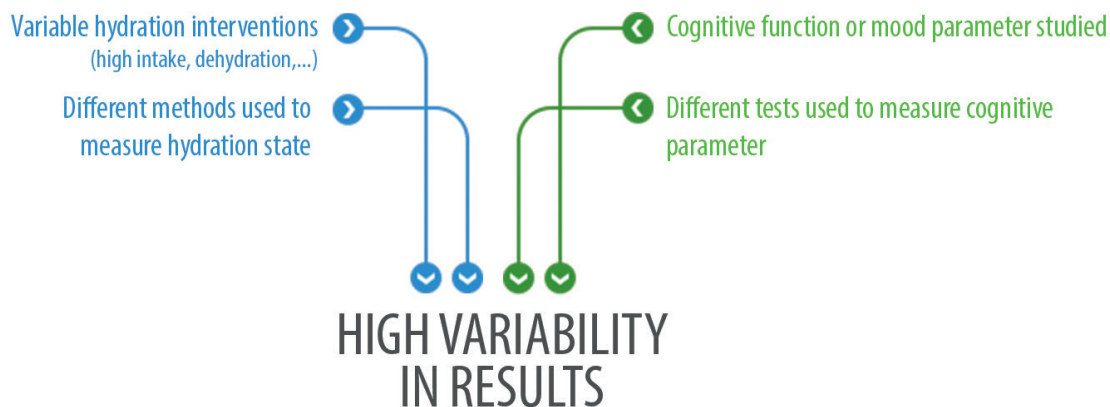 Variable hydration interventions
(high intake, dehydration,...)
Different methods used to
measure hydration state
Cognitive function or mood parameter studied
Different tests used to measure cognitive
parameter
HIGH VARIABILITY
IN RESULTS